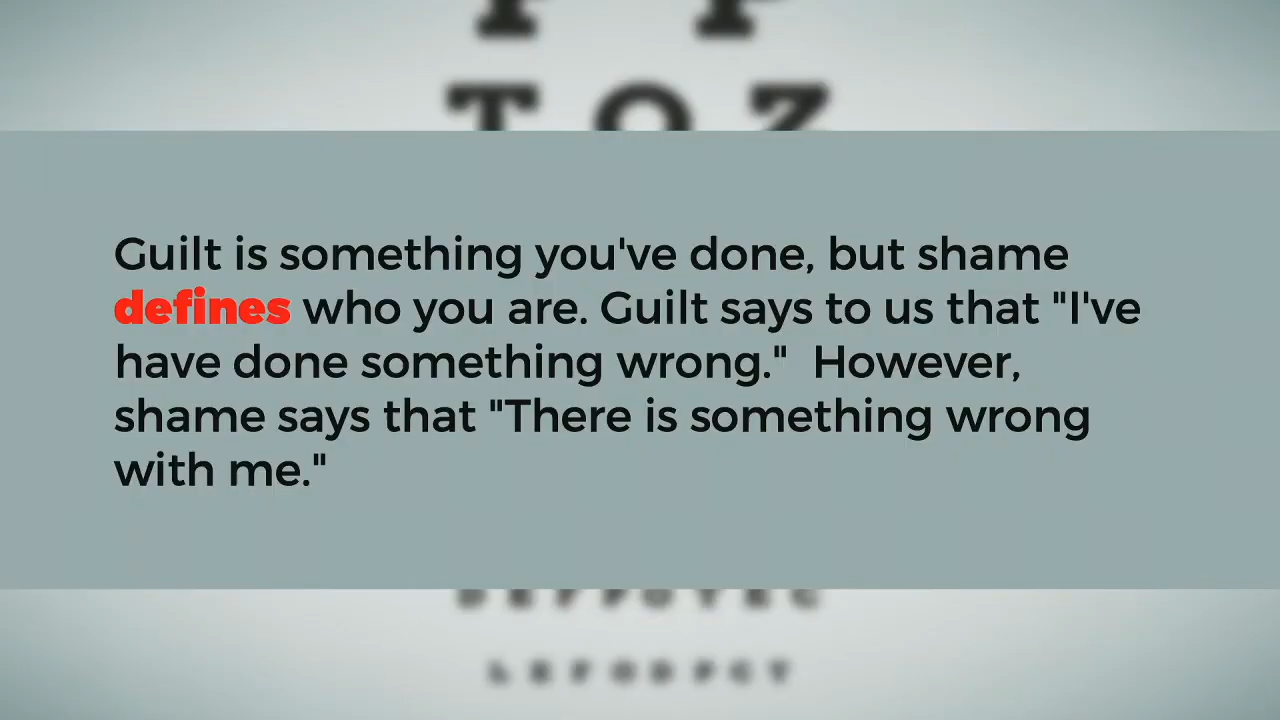 F P
T O Z
Guilt is something you've done, but shame
defines who you are. Guilt says to us that "I've
have done something wrong."  However,
shame says that "There is something wrong
with me."
D E F P O T E C
L E F O D P C T